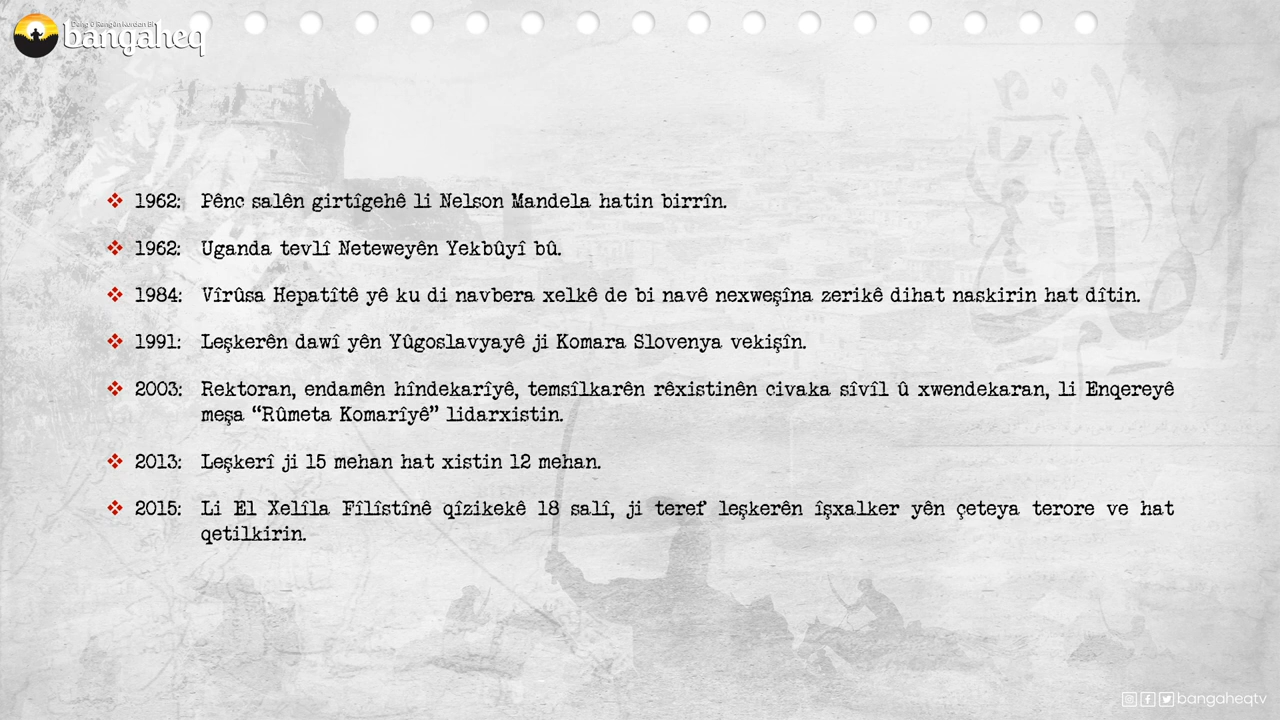 Deng û Rengên Kurdan Bi
bangaheq
❖ 1962: Pênc salên girtîgehê li Nelson Mandela hatin birrîn.
❖ 1962: Uganda tevlî Neteweyên Yekbûyî bû.
❖ 1984: Vîrûsa Hepatîtê yê ku di navbera xelkê de bi navê nexweşîna zerikê dihat naskirin hat dîtin.
❖ 1991: Leşkerên dawî yên Yûgoslavyayê ji Komara Slovenya vekişîn.
❖ 2003: Rektoran, endamên hîndekarîyê, temsîlkarên rêxistinên civaka sîvîl û xwendekaran, li Enqereyê
meşa “Rûmeta Komarîyê” lidarxistin.
❖ 2013: Leşkerî ji 15 mehan hat xistin 12 mehan.
❖ 2015: Li El Xelîla Fîlîstînê qîzikekê 18 salî, ji teref leşkerên îşxalker yên çeteya terore ve hat
qetilkirin.
bangaheqtv